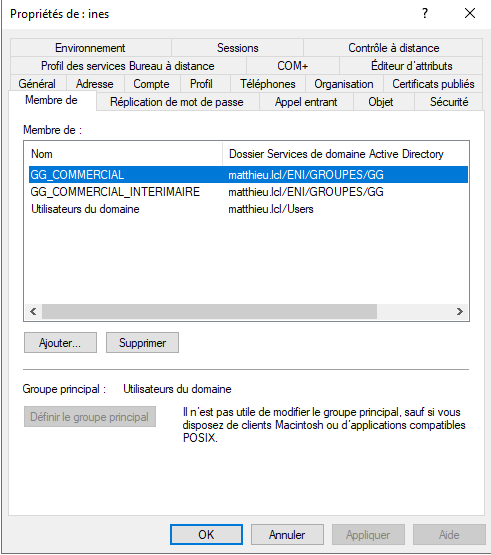 Propriétés de : ines
Environnement Sessions Contrôle à distance
Profil des services Bureau à distance COM+ Éditeur d'attributs
Général Adresse Compte Profil Téléphones Organisation Certificats publiés
Membre de Réplication de mot de passe Appel entrant Objet Sécurité
Membre de :
Nom Dossier Services de domaine Active Directory
GG_COMMERCIAL matthieu.lcl/ENI/GROUPES/GG
GG_COMMERCIAL_INTERIMAIRE matthieu.lcl/ENI/GROUPES/GG
Utilisateurs du domaine matthieu.lcl/Users
Ajouter... Supprimer
Groupe principal : Utilisateurs du domaine
Définir le groupe principal
Il n'est pas utile de modifier le groupe principal, sauf si vous
disposez de clients Macintosh ou d'applications compatibles
POSIX.
OK Annuler Appliquer Aide